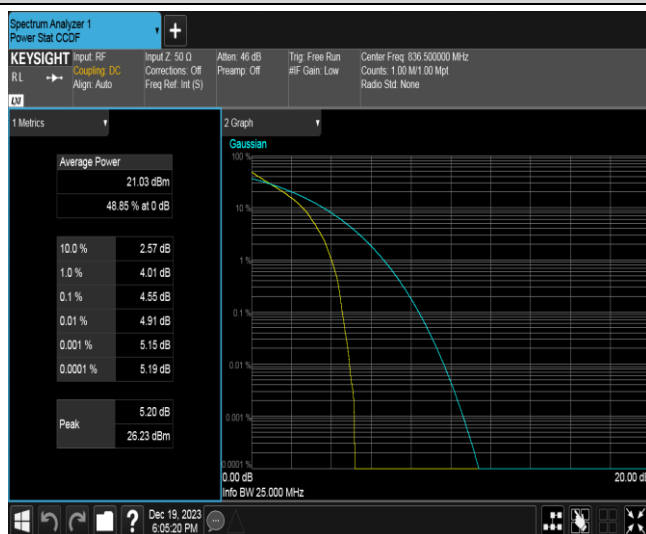 Spectrum Analyzer 1
Power Stat CCDF
+
KEYSIGHT
RL
LXI
Input: RF
Coupling: DC
Align: Auto
Input Z: 50 Ω
Corrections: Off
Freq Ref: Int (S)
Atten: 46 dB
Preamp: Off
Trig: Free Run
#IF Gain: Low
Center Freq: 836.500000 MHz
Counts: 1.00 M/1.00 Mpt
Radio Std: None
1 Metrics
Average Power
21.03 dBm
48.85 % at 0 dB
10.0 % 2.57 dB
1.0 % 4.01 dB
0.1 % 4.55 dB
0.01 % 4.91 dB
0.001 % 5.15 dB
0.0001 % 5.19 dB
Peak
5.20 dB
26.23 dBm
2 Graph
Gaussian
100 %
10 %
1 %
0.1 %
0.01 %
0.001 %
0.0001 %
0.00 dB
20.00 dB
Info BW 25.000 MHz
?
Dec 19, 2023
6:05:20 PM